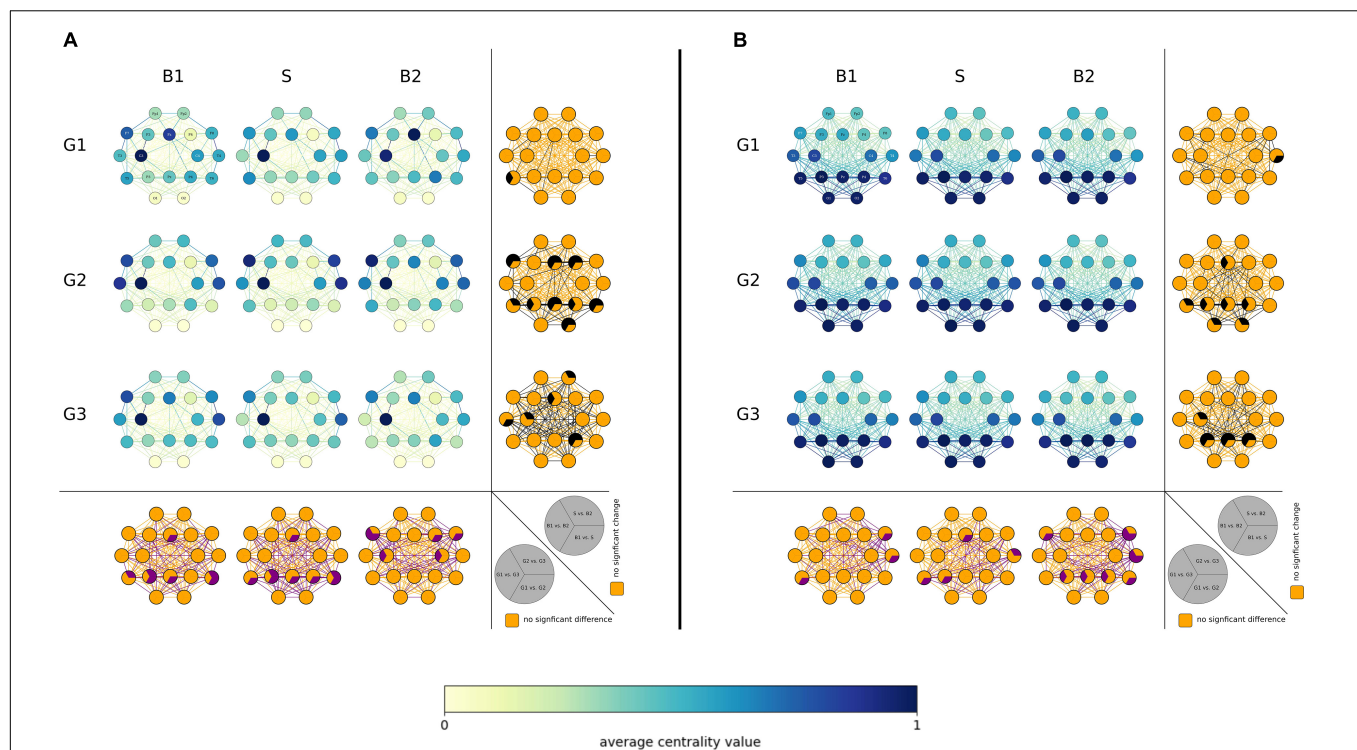 A
B
B1 S B2
B1 S B2
G1
G1
G2
G2
G3
G3
S vs. B2
B1 vs. B2
B1 vs. S
G2 vs. G3
G1 vs. G3
G1 vs. G2
no signficant change
no signficant difference
S vs. B2
B1 vs. B2
B1 vs. S
G2 vs. G3
G1 vs. G3
G1 vs. G2
no significant change
no signficant difference
0 1
average centrality value